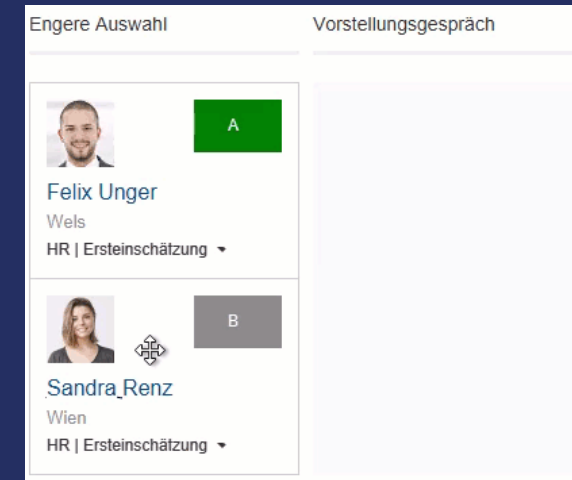 Engere Auswahl
Vorstellungsgespräch
A
Felix Unger
Wels
HR | Ersteinschätzung
B
Sandra Renz
Wien
HR | Ersteinschätzung